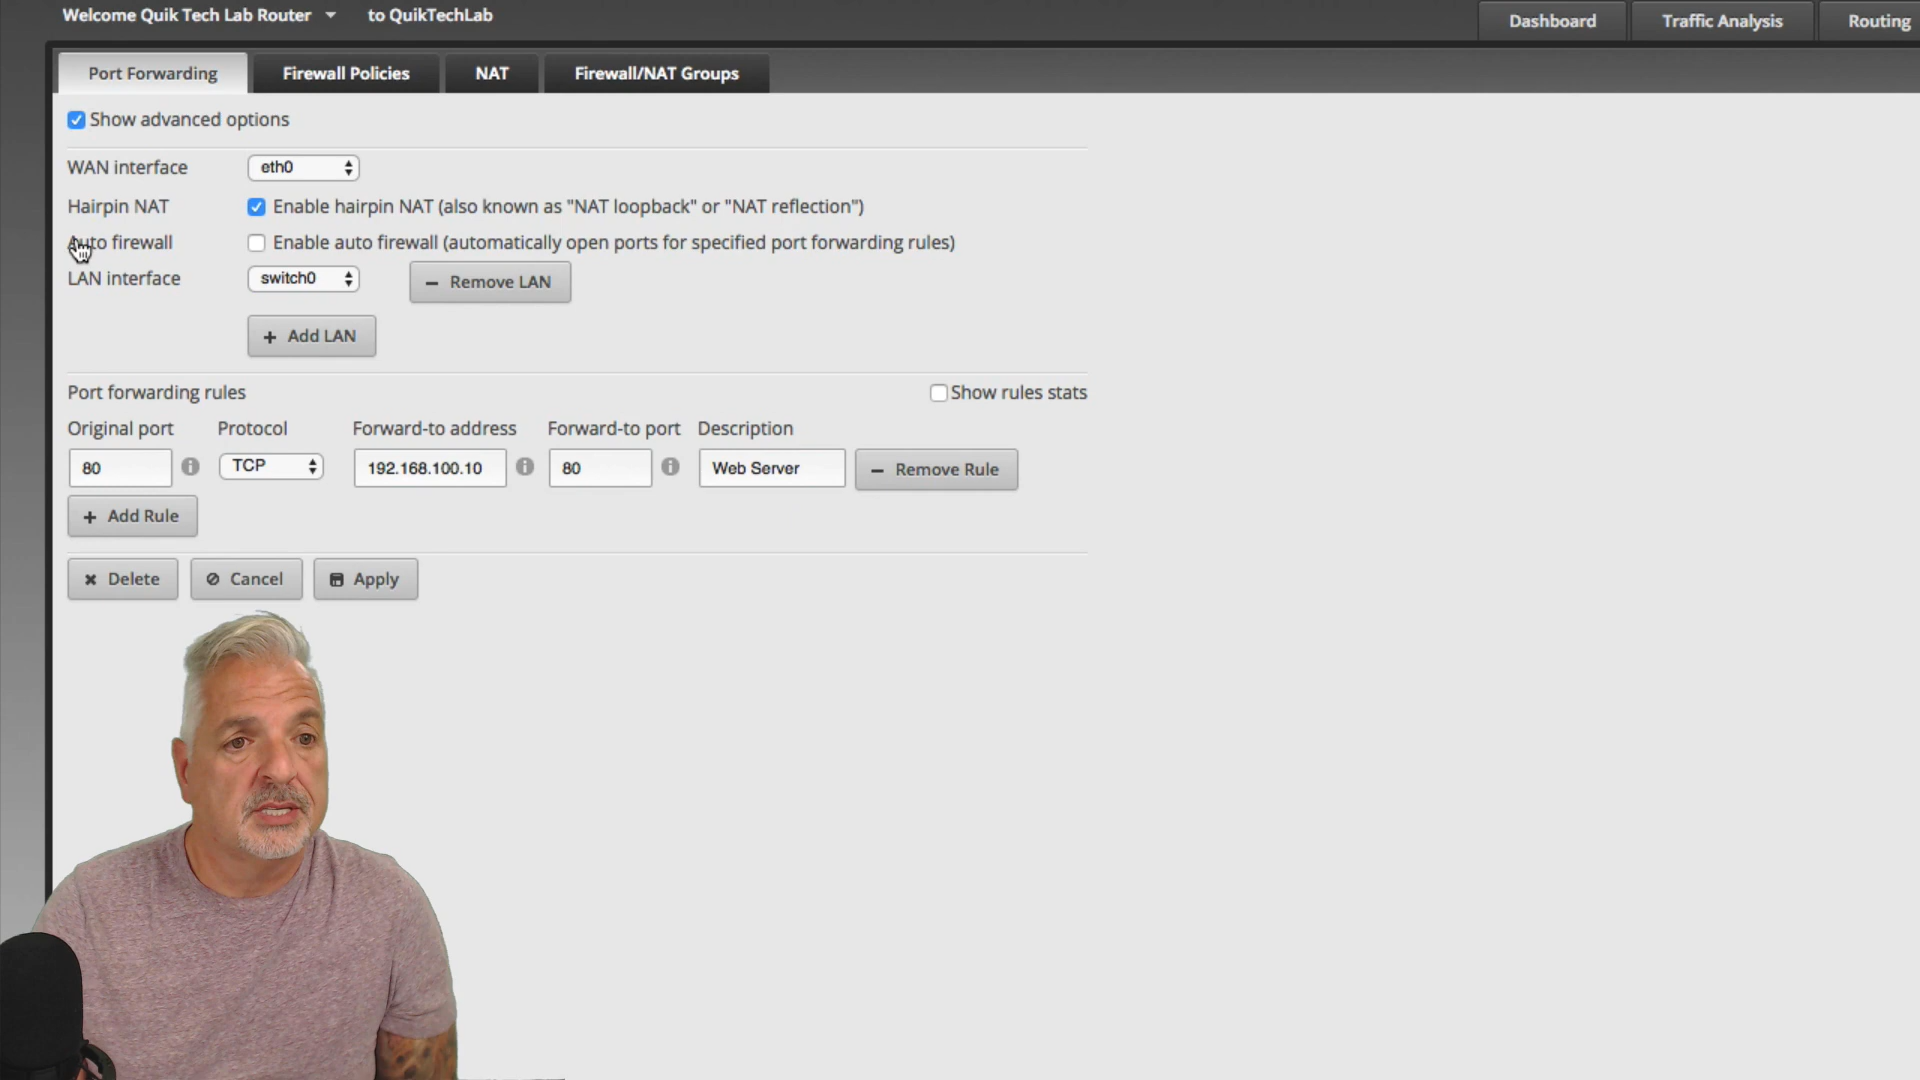 Welcome Quik Tech Lab Router to QuikTechLab
Dashboard Traffic Analysis Routing
Port Forwarding Firewall Policies NAT Firewall/NAT Groups
Show advanced options
WAN interface eth0
Hairpin NAT Enable hairpin NAT (also known as "NAT loopback" or "NAT reflection")
Auto firewall Enable auto firewall (automatically open ports for specified port forwarding rules)
LAN interface switch0 Remove LAN
+ Add LAN
Port forwarding rules Show rules stats
Original port Protocol Forward-to address Forward-to port Description
80 TCP 192.168.100.10 80 Web Server Remove Rule
+ Add Rule
Delete Cancel Apply